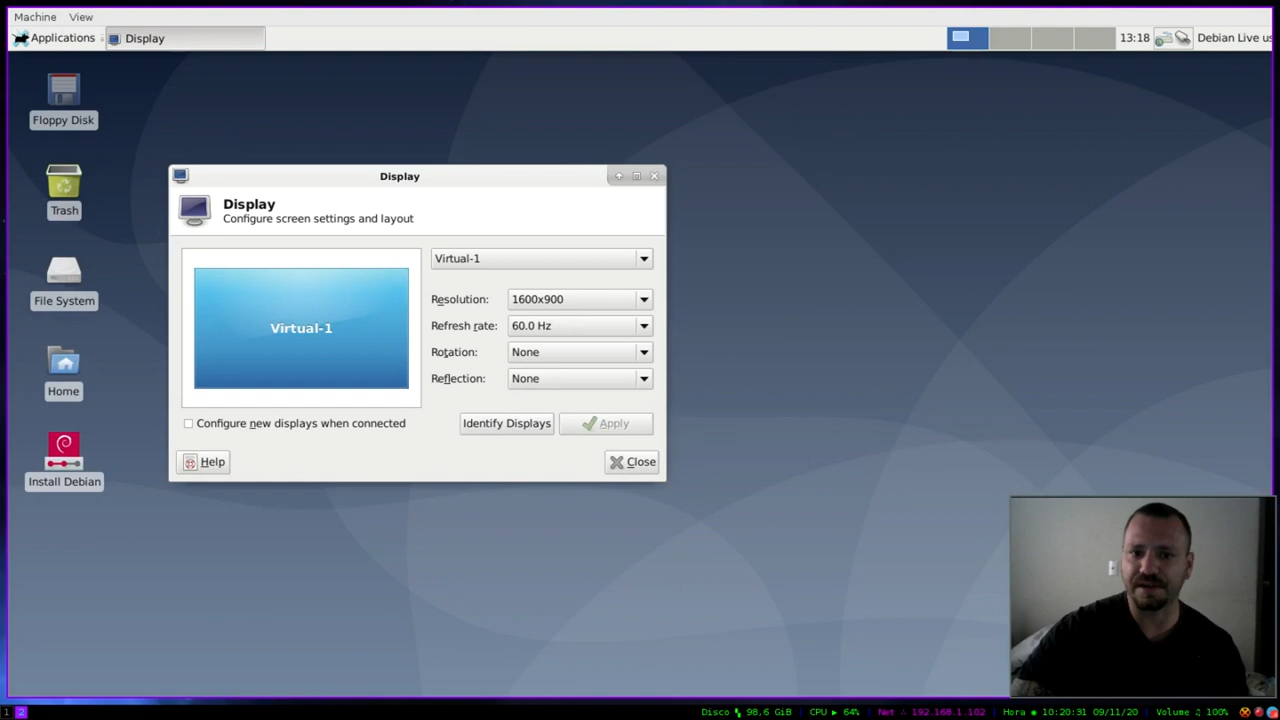 Machine View
Applications Display 13:18 Debian Live us
Floppy Disk
Trash
File System
Home
Install Debian
Display
Display
Configure screen settings and layout
Virtual-1
Virtual-1
Resolution: 1600x900
Refresh rate: 60.0 Hz
Rotation: None
Reflection: None
Configure new displays when connected
Identify Displays
Apply
Help
Close
1 2 Disco 98,6 GiB CPU ▶ 64% Net 192.168.1.102 Hora 10:20:31 09/11/20 Volume ♫ 100%